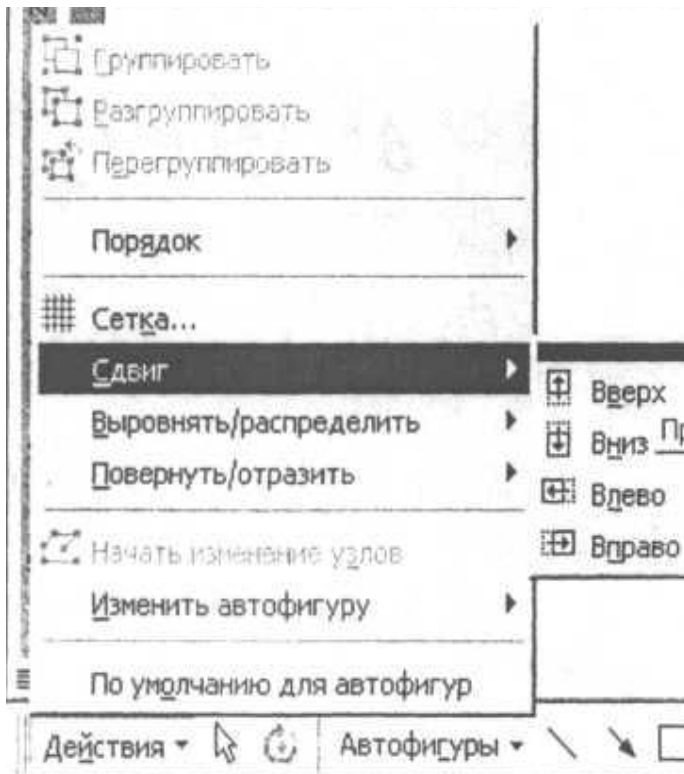 Группировать
Разгруппировать
Перегруппировать
Порядок
Сетка...
Сдвиг
Вверх
Выровнять/распределить
Вниз
Повернуть/отразить
Влево
Начать изменение узлов
Вправо
Изменить автофигуру
По умолчанию для автофигур
Действия
Автофигуры